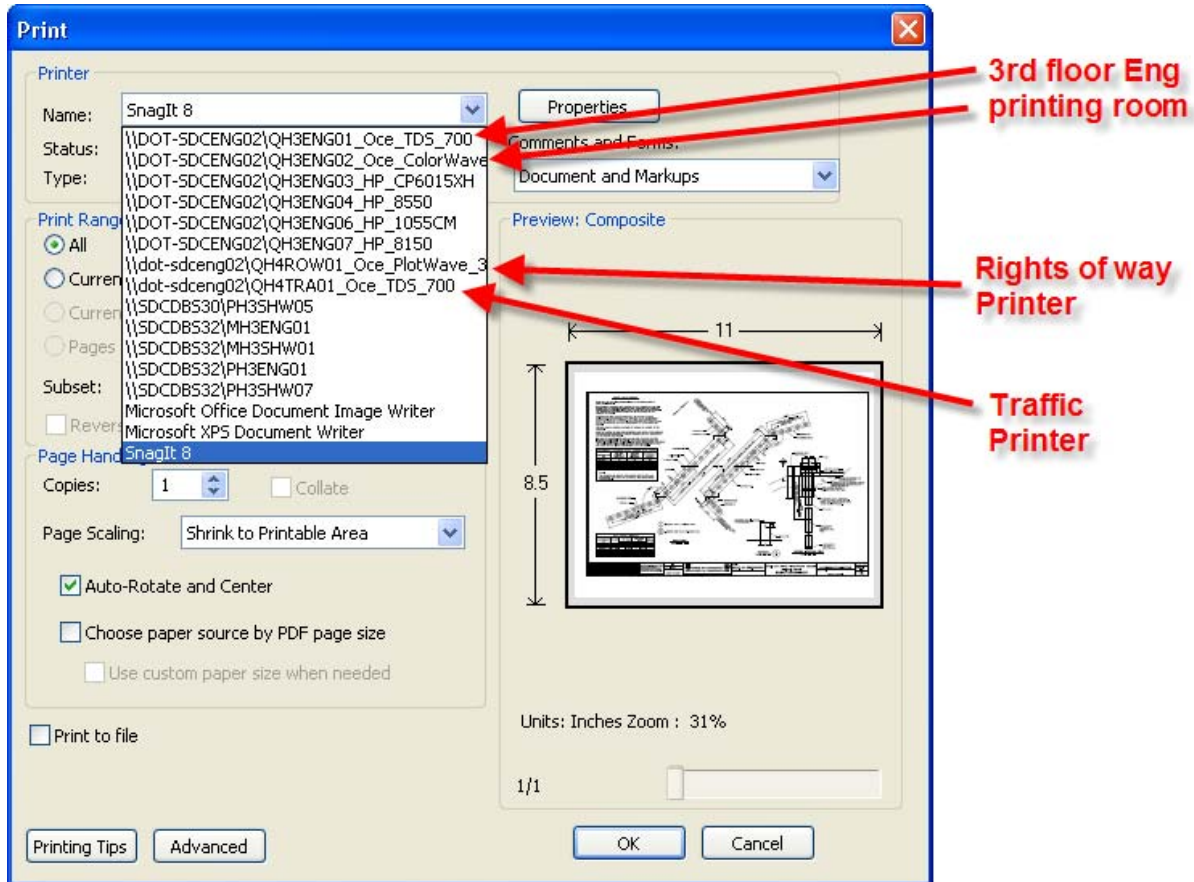 Print
Printer
Name:
SnagIt 8
Properties
Status:
Type:
Comments and Forms:
Document and Markups
\\DOT-SDCENG02\QH3ENG01_Oce_TDS_700
\\DOT-SDCENG02\QH3ENG02_Oce_ColorWave
\\DOT-SDCENG02\QH3ENG03_HP_CP6015XH
\\DOT-SDCENG02\QH3ENG04_HP_8550
\\DOT-SDCENG02\QH3ENG06_HP_1055CM
\\DOT-SDCENG02\QH3ENG07_HP_8150
\\dot-sdceng02\QH4ROW01_Oce_PlotWave_3
\\dot-sdceng02\QH4TRA01_Oce_TDS_700
\\SDCDBS30\PH3SHW05
\\SDCDBS32\MH3ENG01
\\SDCDBS32\MH3SHW01
\\SDCDBS32\PH3ENG01
\\SDCDBS32\PH3SHW07
Microsoft Office Document Image Writer
Microsoft XPS Document Writer
SnagIt 8
Print Rang
All
Curren
Curren
Pages
Subset:
Revers
Page Hand
Copies:
1
Collate
Page Scaling:
Shrink to Printable Area
Auto-Rotate and Center
Choose paper source by PDF page size
Use custom paper size when needed
Print to file
Printing Tips
Advanced
Preview: Composite
11
8.5
Units: Inches Zoom : 31%
1/1
OK
Cancel
3rd floor Eng
printing room
Rights of way
Printer
Traffic
Printer